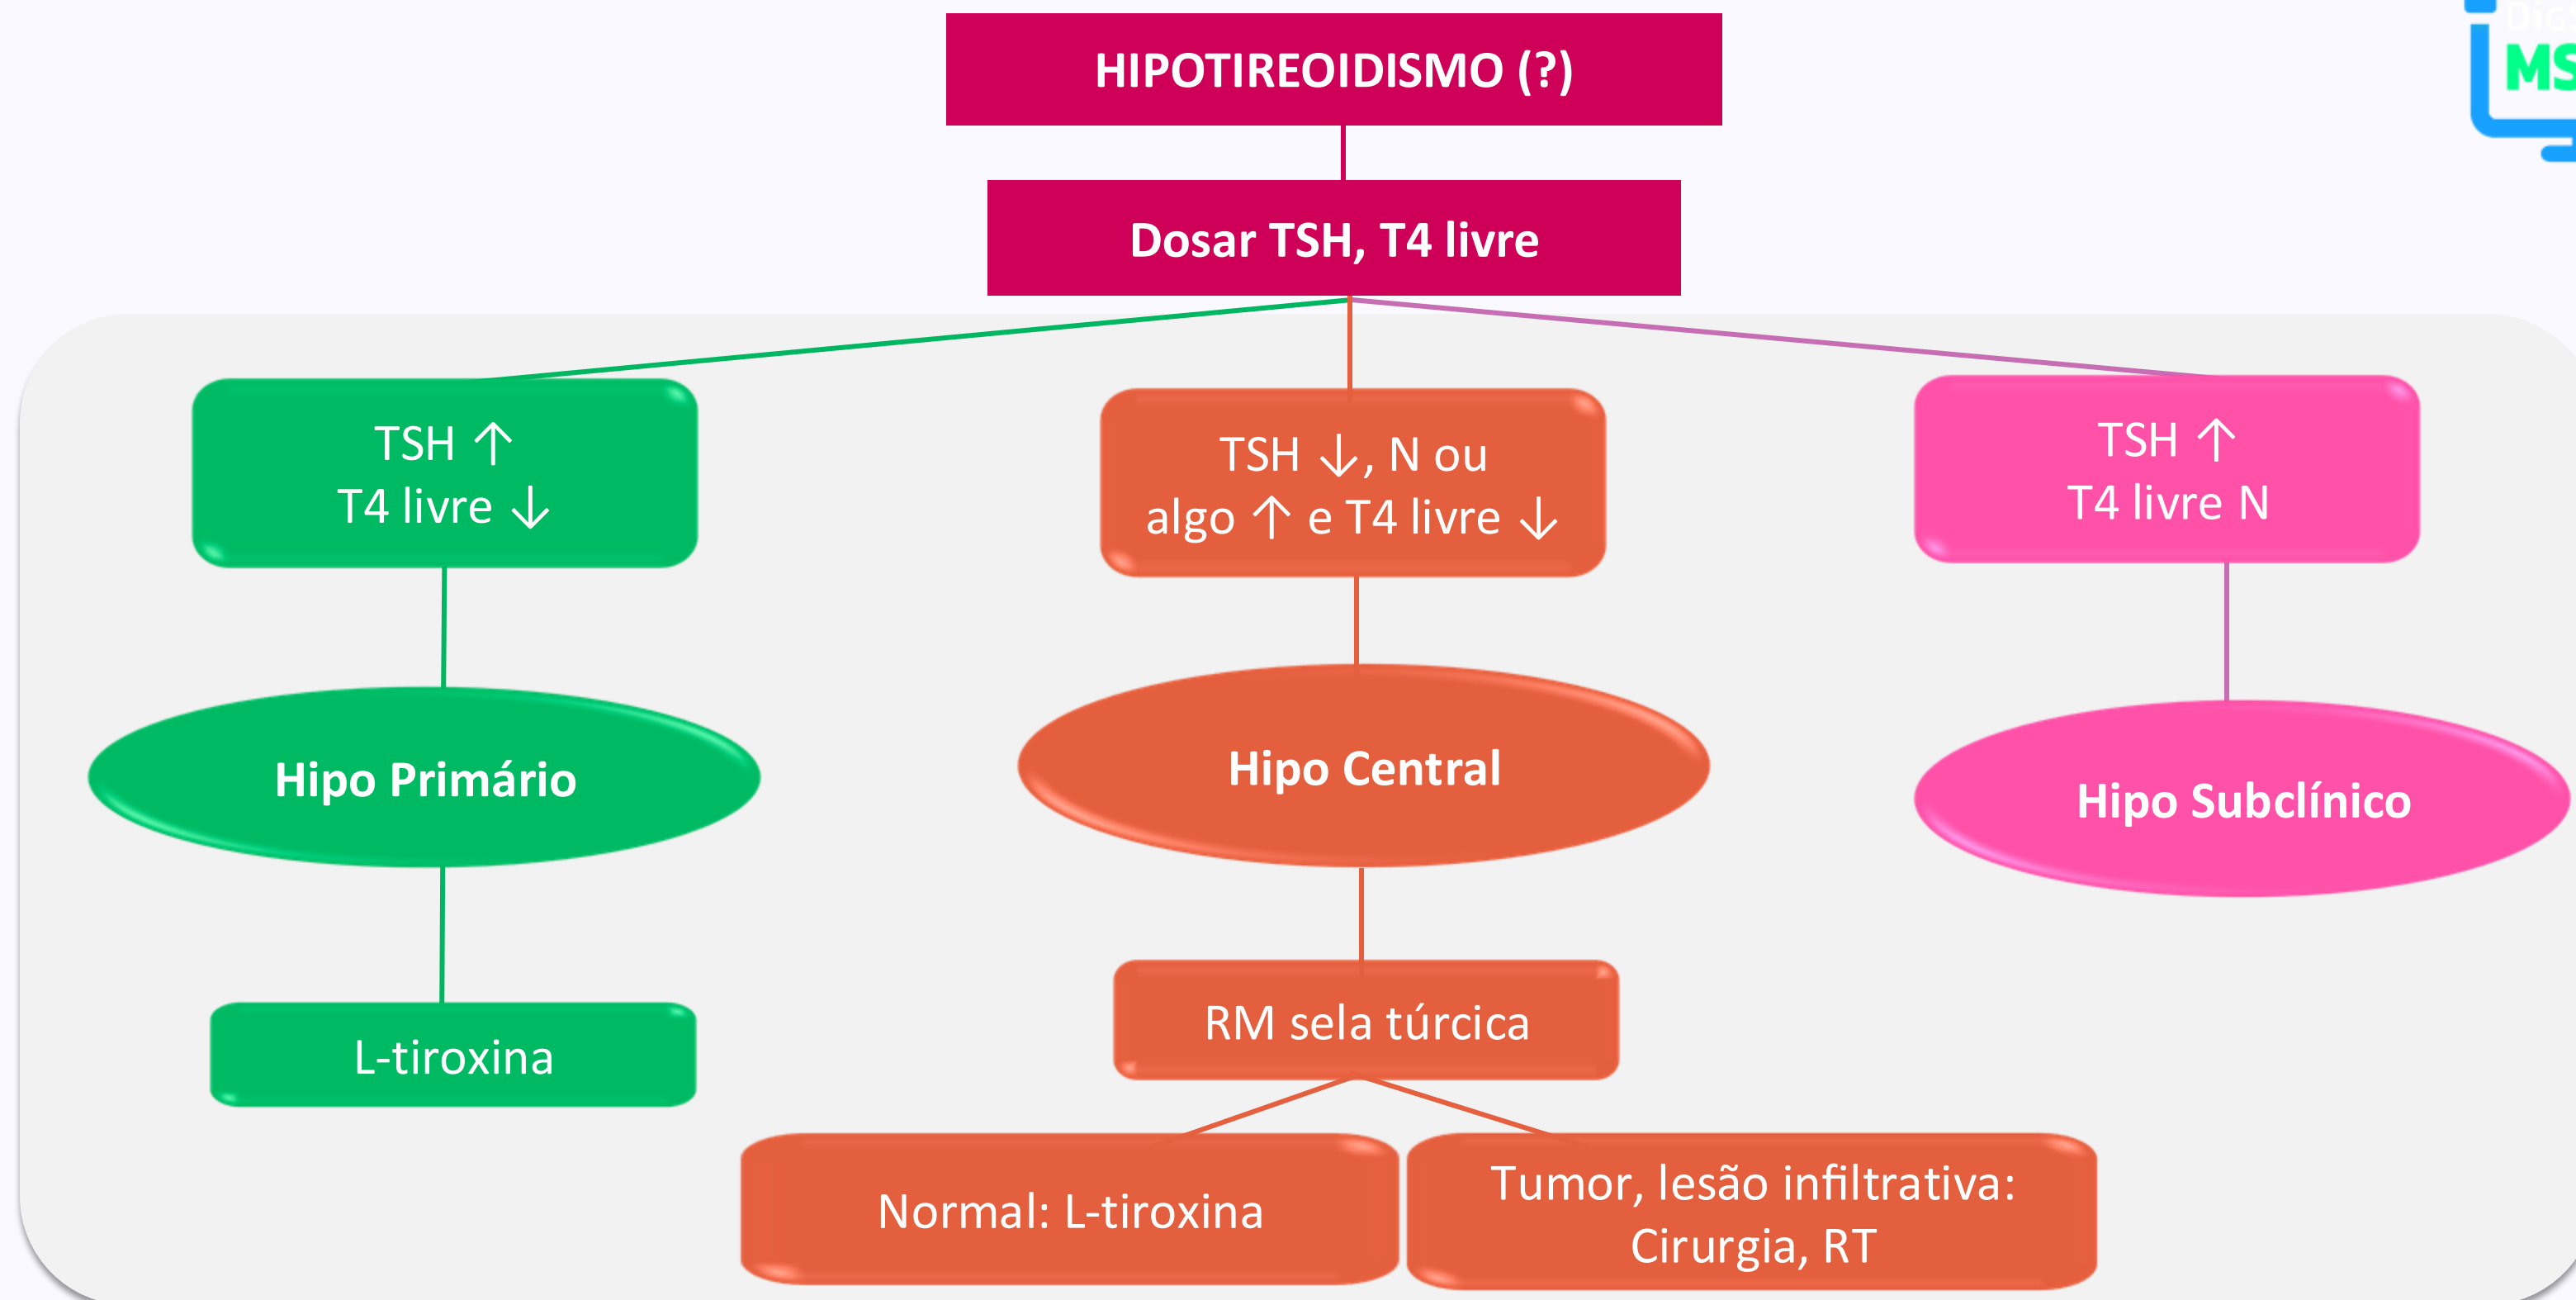 HIPOTIREOIDISMO (?)
Dosar TSH, T4 livre
TSH ↑
T4 livre ↓
TSH ↓, N ou
algo ↑ e T4 livre ↓
TSH ↑
T4 livre N
Hipo Primário
Hipo Central
Hipo Subclínico
L-tiroxina
RM sela túrcica
Normal: L-tiroxina
Tumor, lesão infiltrativa:
Cirurgia, RT
MS